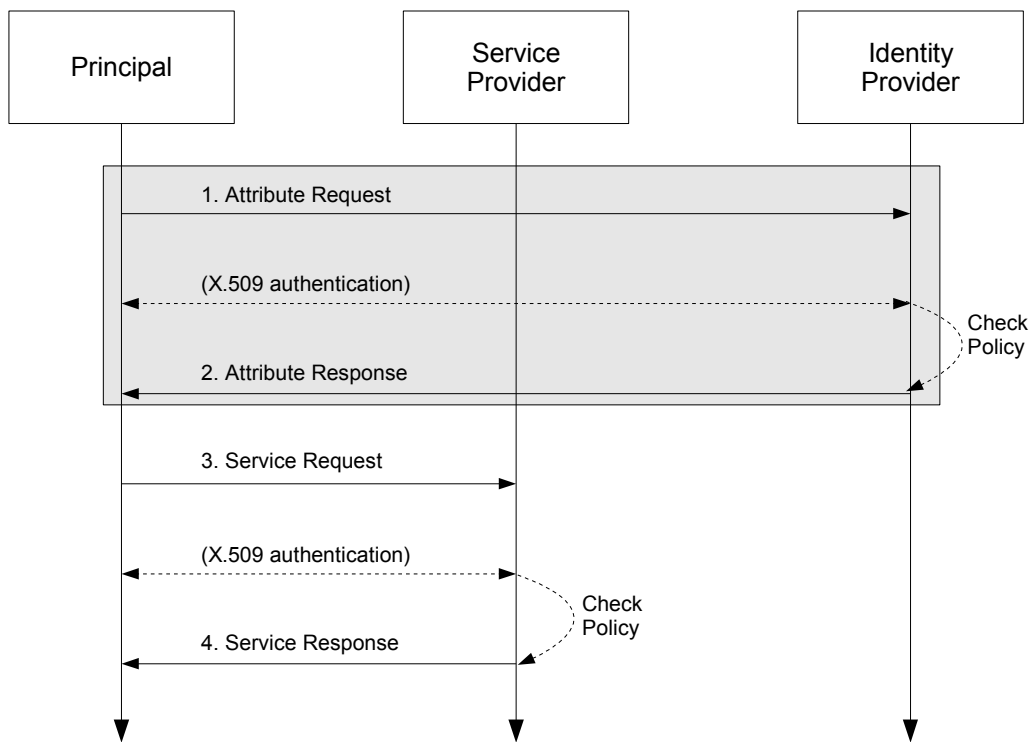 Principal
Service
Provider
Identity
Provider
1. Attribute Request
(X.509 authentication)
Check
Policy
2. Attribute Response
3. Service Request
(X.509 authentication)
Check
Policy
4. Service Response